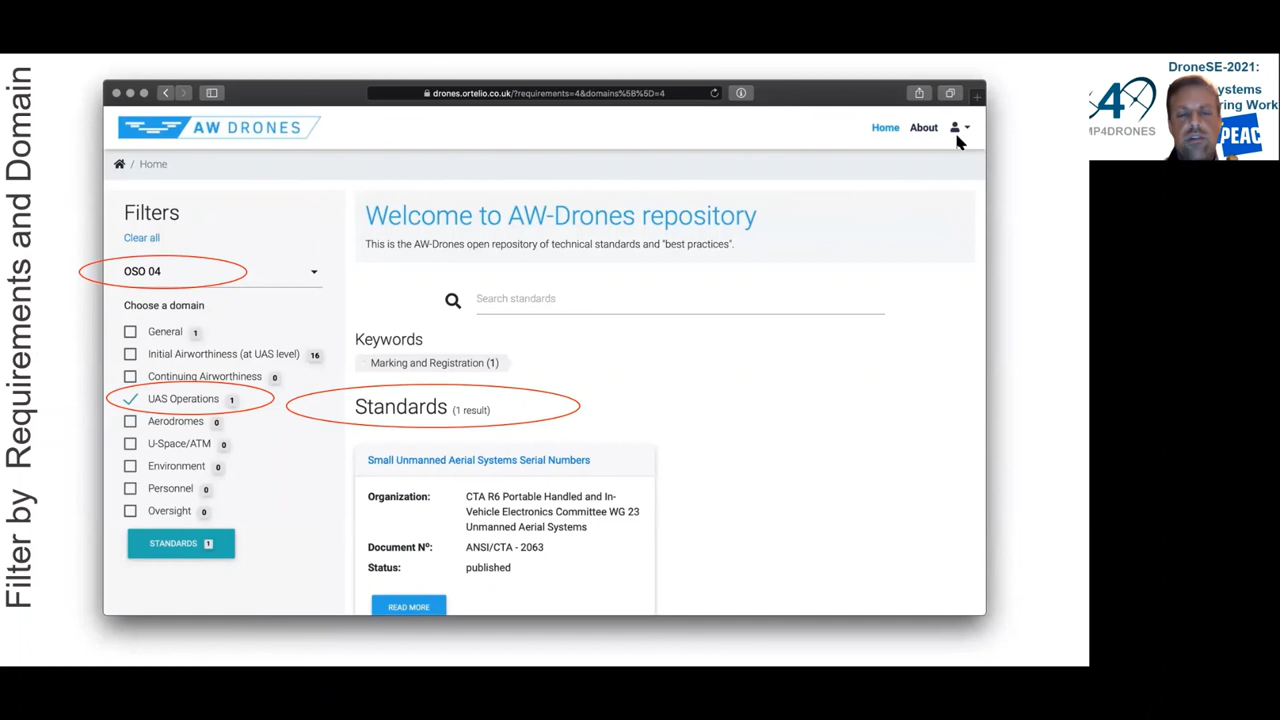 Filter by Requirements and Domain
drones.ortelio.co.uk/?requirements=4&domains%5B%5D=4
AW DRONES
Home
About
/ Home
Filters
Clear all
OSO 04
Choose a domain
General 1
Initial Airworthiness (at UAS level) 16
Continuing Airworthiness 0
UAS Operations 1
Aerodromes 0
U-Space/ATM 0
Environment 0
Personnel 0
Oversight 0
STANDARDS 1
Welcome to AW-Drones repository
This is the AW-Drones open repository of technical standards and "best practices".
Search standards
Keywords
Marking and Registration (1)
Standards (1 result)
Small Unmanned Aerial Systems Serial Numbers
Organization: CTA R6 Portable Handled and In-
Vehicle Electronics Committee WG 23
Unmanned Aerial Systems
Document Nº: ANSI/CTA - 2063
Status: published
READ MORE
DroneSE-2021:
ystems
ring Work
4
MP4DRONES
PEAC